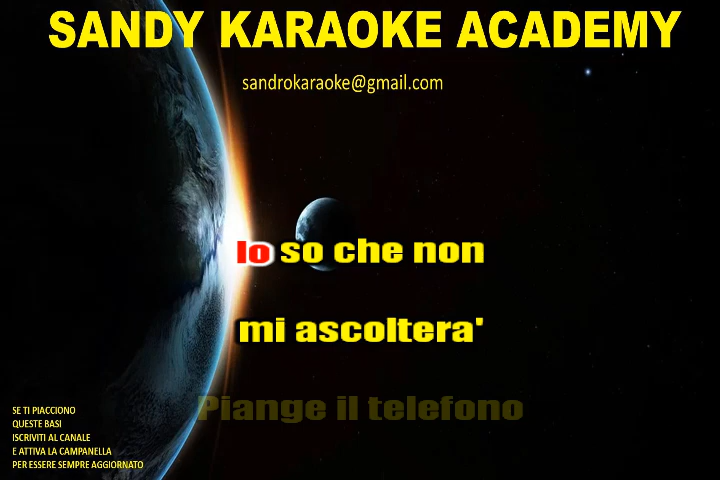 SANDY KARAOKE ACADEMY
sandrokaraoke@gmail.com
Io so che non
mi ascoltera'
Piange il telefono
SE TI PIACCIONO
QUESTE BASI
ISCRIVITI AL CANALE
E ATTIVA LA CAMPANELLA
PER ESSERE SEMPRE AGGIORNATO